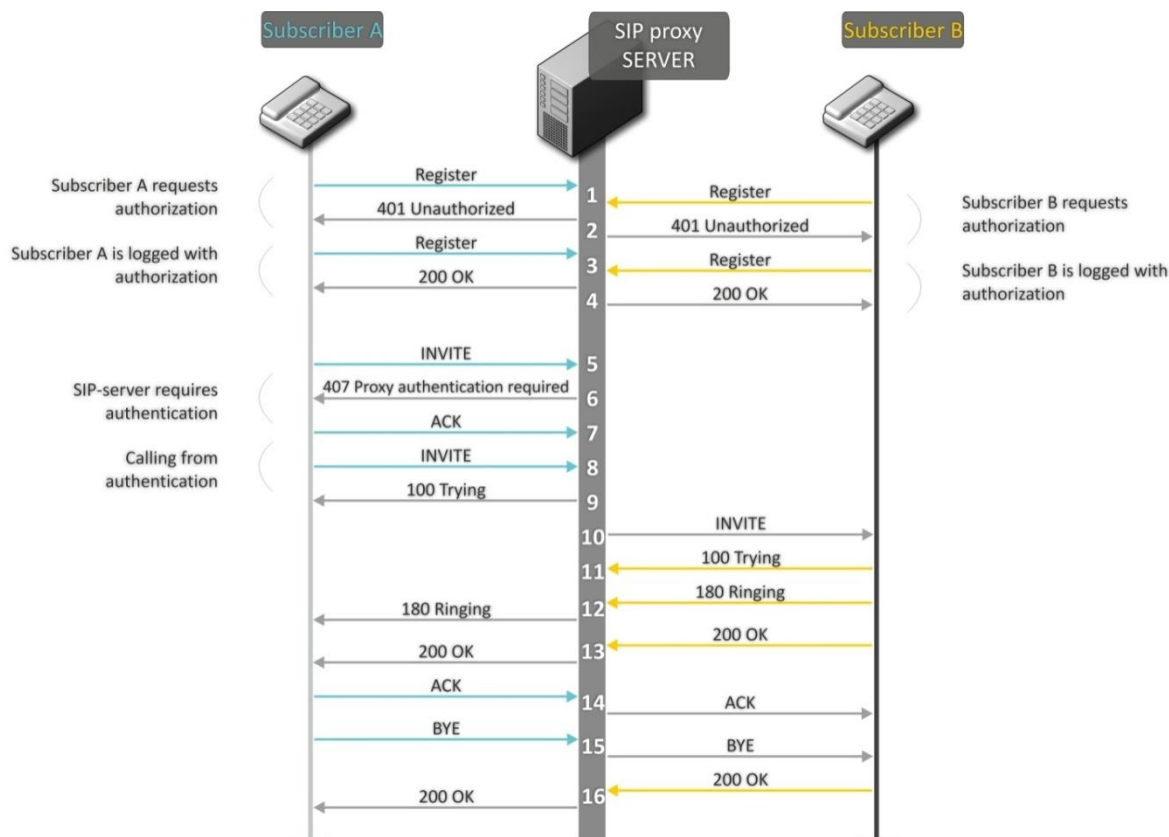 Subscriber A
SIP proxy
SERVER
Subscriber B
Register
Subscriber A requests
authorization
1
Register
401 Unauthorized
Subscriber B requests
authorization
2
401 Unauthorized
Register
Subscriber A is logged with
authorization
3
Register
200 OK
Subscriber B is logged with
authorization
4
200 OK
INVITE
5
SIP-server requires
authentication
407 Proxy authentication required
6
ACK
7
Calling from
authentication
INVITE
8
100 Trying
9
INVITE
10
100 Trying
11
180 Ringing
12
180 Ringing
200 OK
13
200 OK
ACK
14
ACK
BYE
15
BYE
200 OK
16
200 OK